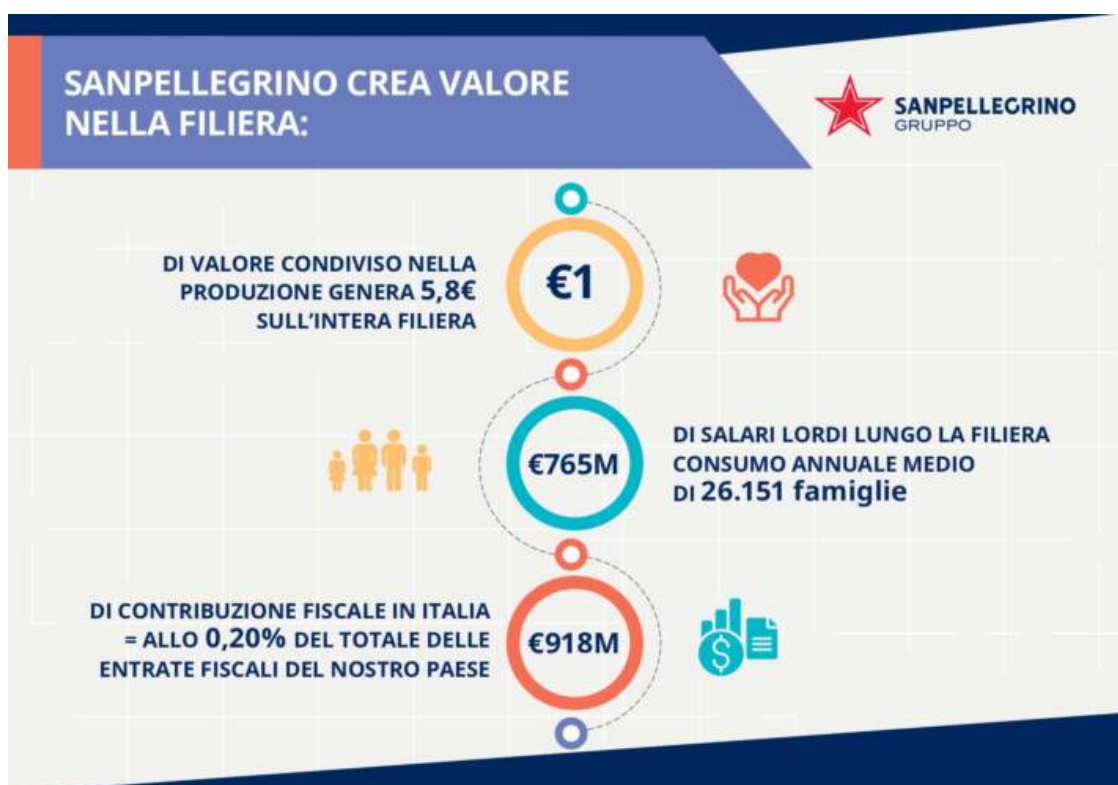 SANPELLEGRINO CREA VALORE
NELLA FILIERA:
SANPELLEGRINO
GRUPPO
DI VALORE CONDIVISO NELLA
PRODUZIONE GENERA 5,8€
SULL'INTERA FILIERA
€1
€765M
DI SALARI LORDI LUNGO LA FILIERA
CONSUMO ANNUALE MEDIO
DI 26.151 famiglie
DI CONTRIBUZIONE FISCALE IN ITALIA
= ALLO 0,20% DEL TOTALE DELLE
ENTRATE FISCALI DEL NOSTRO PAESE
€918M
$